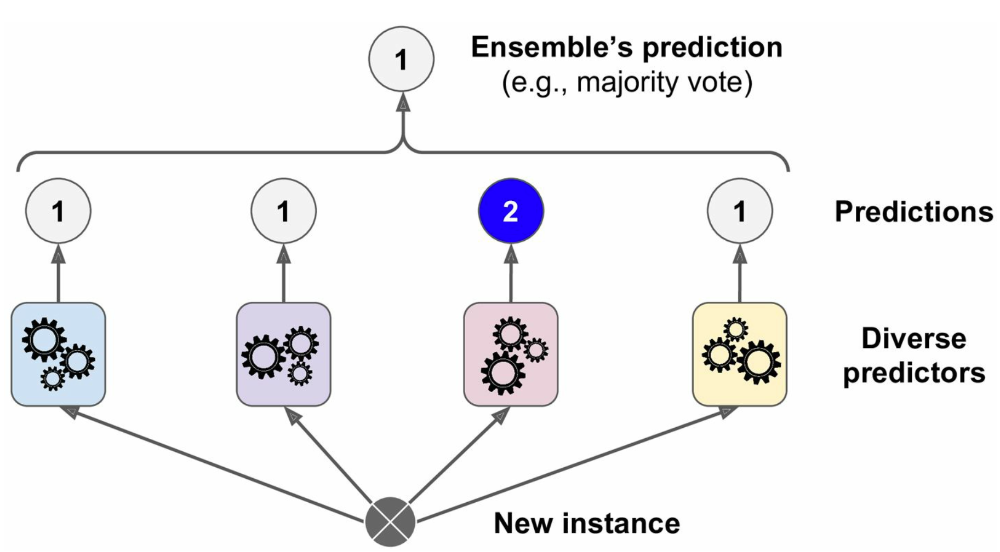 1
Ensemble’s prediction
(e.g., majority vote)
1 1 2 1 Predictions
Diverse
predictors
New instance